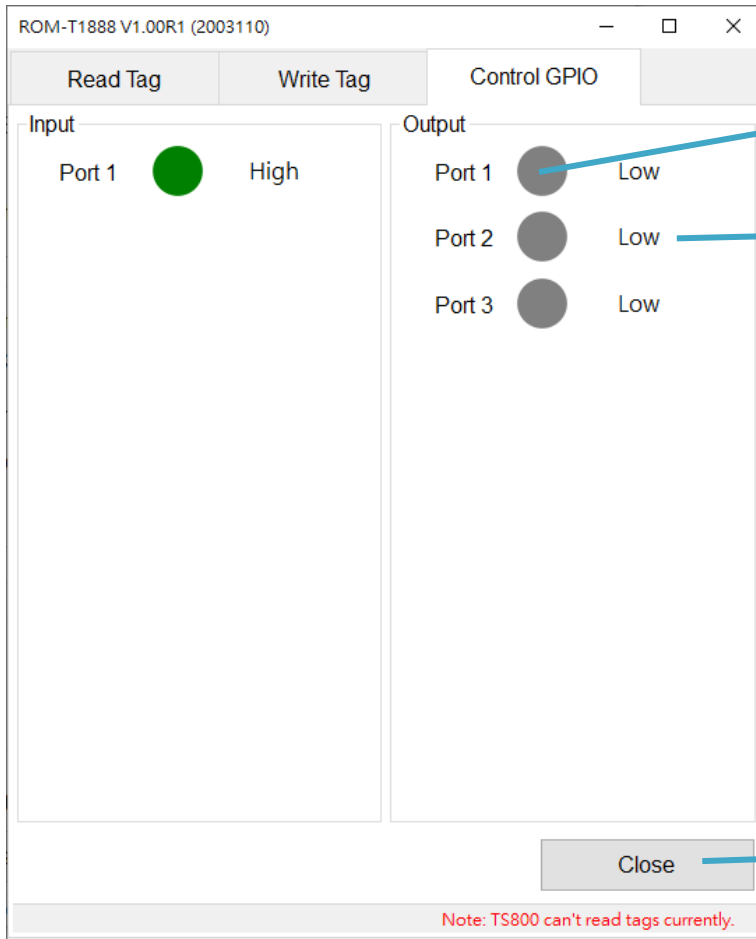 ROM-T1888 V1.00R1 (2003110)
Read Tag Write Tag Control GPIO
Input
Port 1 High
Output
Port 1 Low
Port 2 Low
Port 3 Low
Close
Note: TS800 can't read tags currently.